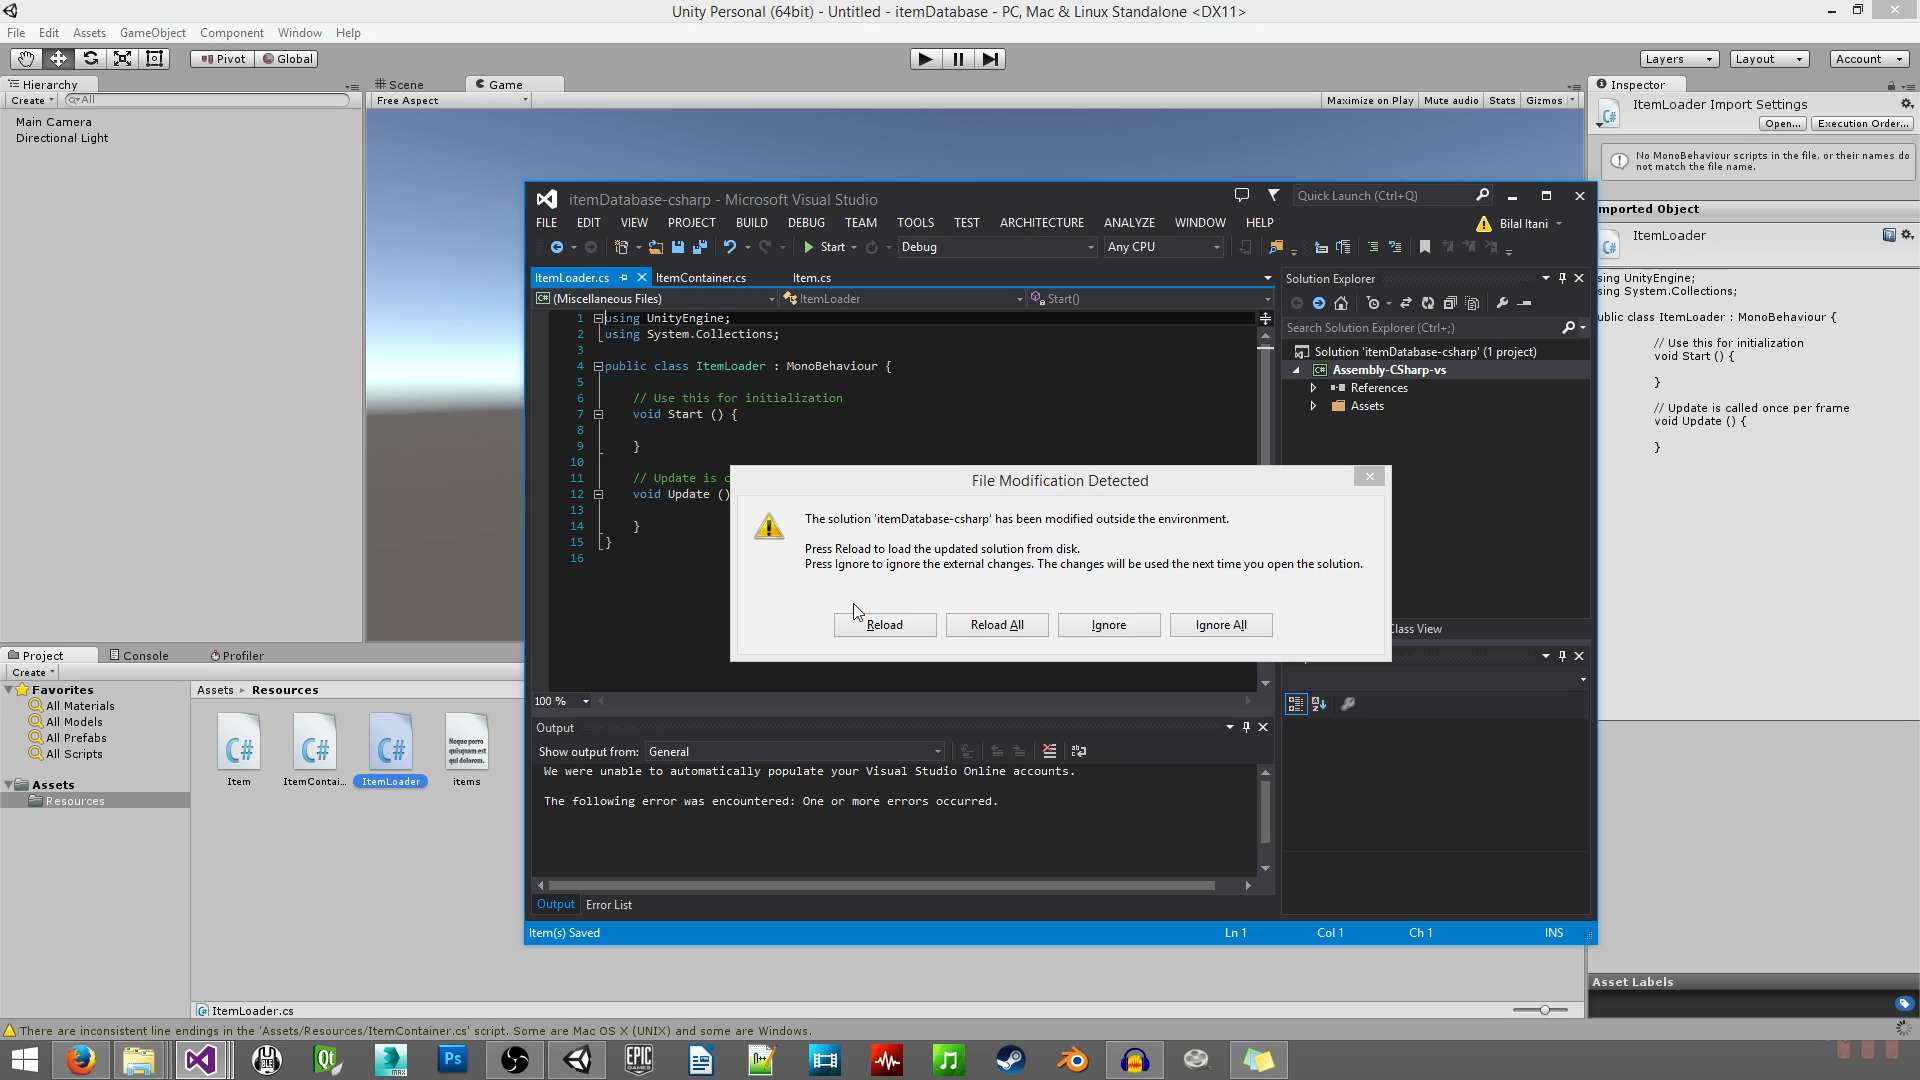 Unity Personal (64bit) - Untitled - itemDatabase - PC, Mac & Linux Standalone <DX11>
File Edit Assets GameObject Component Window Help
Pivot Global Layers Layout Account
Hierarchy
Create All
Main Camera
Directional Light
Scene Game
Free Aspect Maximize on Play Mute audio Stats Gizmos
Inspector
ItemLoader Import Settings
Open... Execution Order...
No MonoBehaviour scripts in the file, or their names do
not match the file name.
mported Object
ItemLoader
sing UnityEngine;
sing System.Collections;
ublic class ItemLoader : MonoBehaviour {
// Use this for initialization
void Start () {
}
// Update is called once per frame
void Update () {
}
Asset Labels
itemDatabase-csharp - Microsoft Visual Studio
Quick Launch (Ctrl+Q)
FILE EDIT VIEW PROJECT BUILD DEBUG TEAM TOOLS TEST ARCHITECTURE ANALYZE WINDOW HELP
Bilal Itani
Start Debug Any CPU
ItemLoader.cs ItemContainer.cs Item.cs
(Miscellaneous Files) ItemLoader Start()
1 using UnityEngine;
2 using System.Collections;
3
4 public class ItemLoader : MonoBehaviour {
5
6 // Use this for initialization
7 void Start () {
8
9 }
10
11 // Update is c
12 void Update ()
13
14 }
15 }
16
100 %
Solution Explorer
Search Solution Explorer (Ctrl+;)
Solution 'itemDatabase-csharp' (1 project)
Assembly-CSharp-vs
References
Assets
Class View
File Modification Detected
The solution 'itemDatabase-csharp' has been modified outside the environment.
Press Reload to load the updated solution from disk.
Press Ignore to ignore the external changes. The changes will be used the next time you open the solution.
Reload Reload All Ignore Ignore All
Output
Show output from: General
We were unable to automatically populate your Visual Studio Online accounts.
The following error was encountered: One or more errors occurred.
Output Error List
Item(s) Saved Ln 1 Col 1 Ch 1 INS
Project Console Profiler
Create
Favorites
All Materials
All Models
All Prefabs
All Scripts
Assets
Resources
Assets Resources
C# C# C# Neque porro
quisquam est
qui dolorem.
Item ItemContai... ItemLoader items
ItemLoader.cs
There are inconsistent line endings in the 'Assets/Resources/ItemContainer.cs' script. Some are Mac OS X (UNIX) and some are Windows.
Qt MAX Ps EPIC GAMES